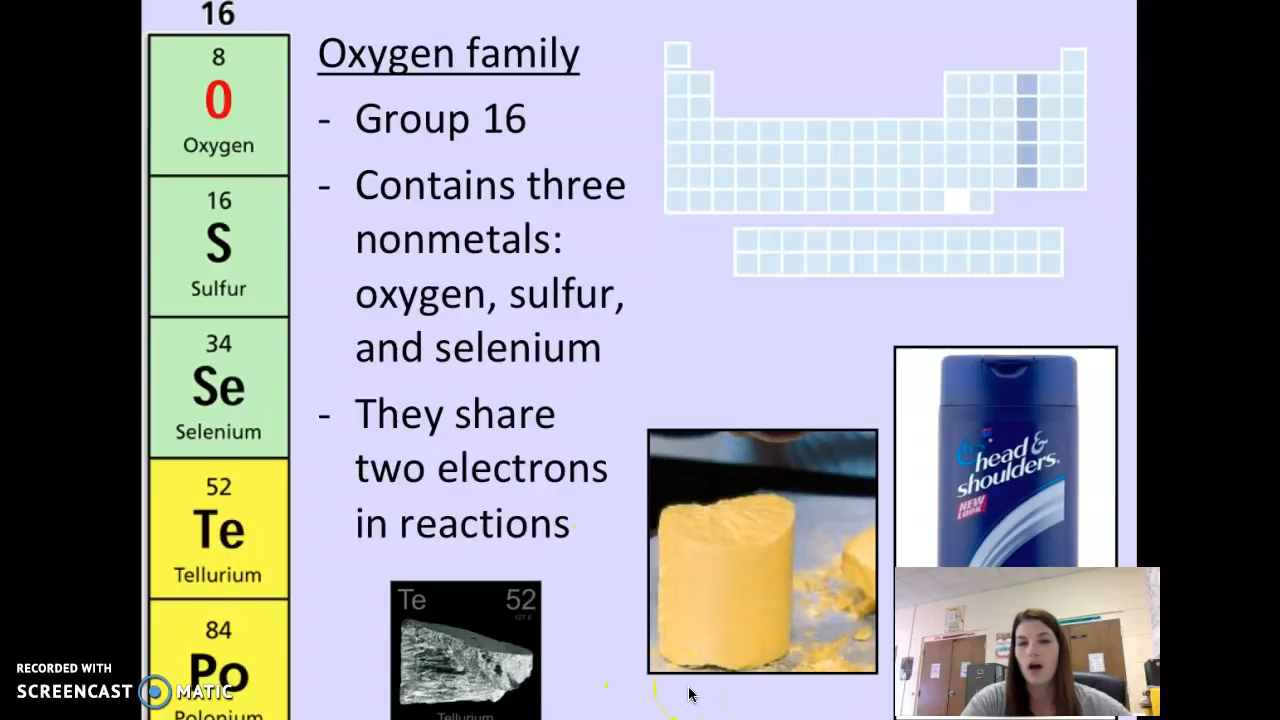 16
8
O
Oxygen
16
S
Sulfur
34
Se
Selenium
52
Te
Tellurium
84
Po
Polonium
Oxygen family
- Group 16
- Contains three
nonmetals:
oxygen, sulfur,
and selenium
- They share
two electrons
in reactions
Te 52
Tellurium
head &
shoulders.
NEW
LOOK
RECORDED WITH
SCREENCAST MATIC